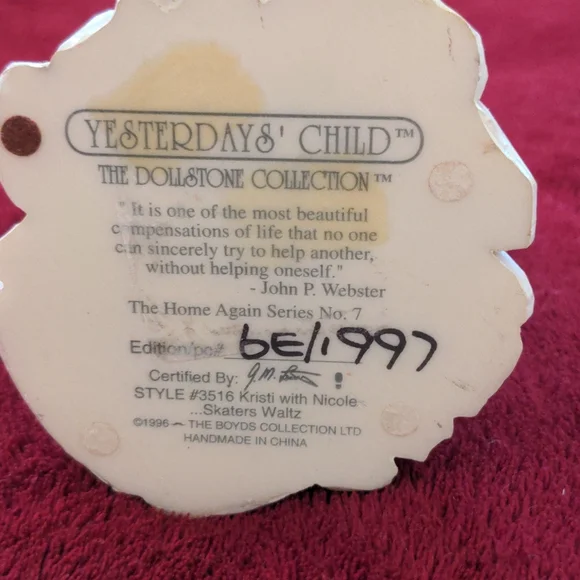 YESTERDAYS' CHILD™
THE DOLLSTONE COLLECTION™
"It is one of the most beautiful
compensations of life that no one
can sincerely try to help another,
without helping oneself."
- John P. Webster
The Home Again Series No. 7
Edition/pc# 6E/1997
Certified By: G.M. !
STYLE #3516 Kristi with Nicole
...Skaters Waltz
©1996 THE BOYDS COLLECTION LTD
HANDMADE IN CHINA